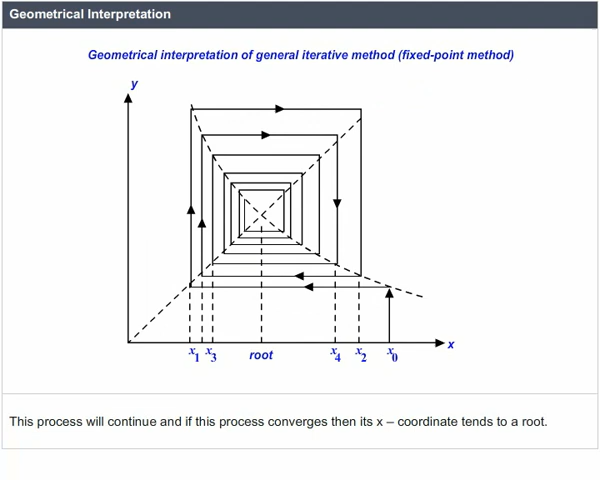 Geometrical Interpretation
Geometrical interpretation of general iterative method (fixed-point method)
y
x
x1 x3 root x4 x2 x0
This process will continue and if this process converges then its x – coordinate tends to a root.